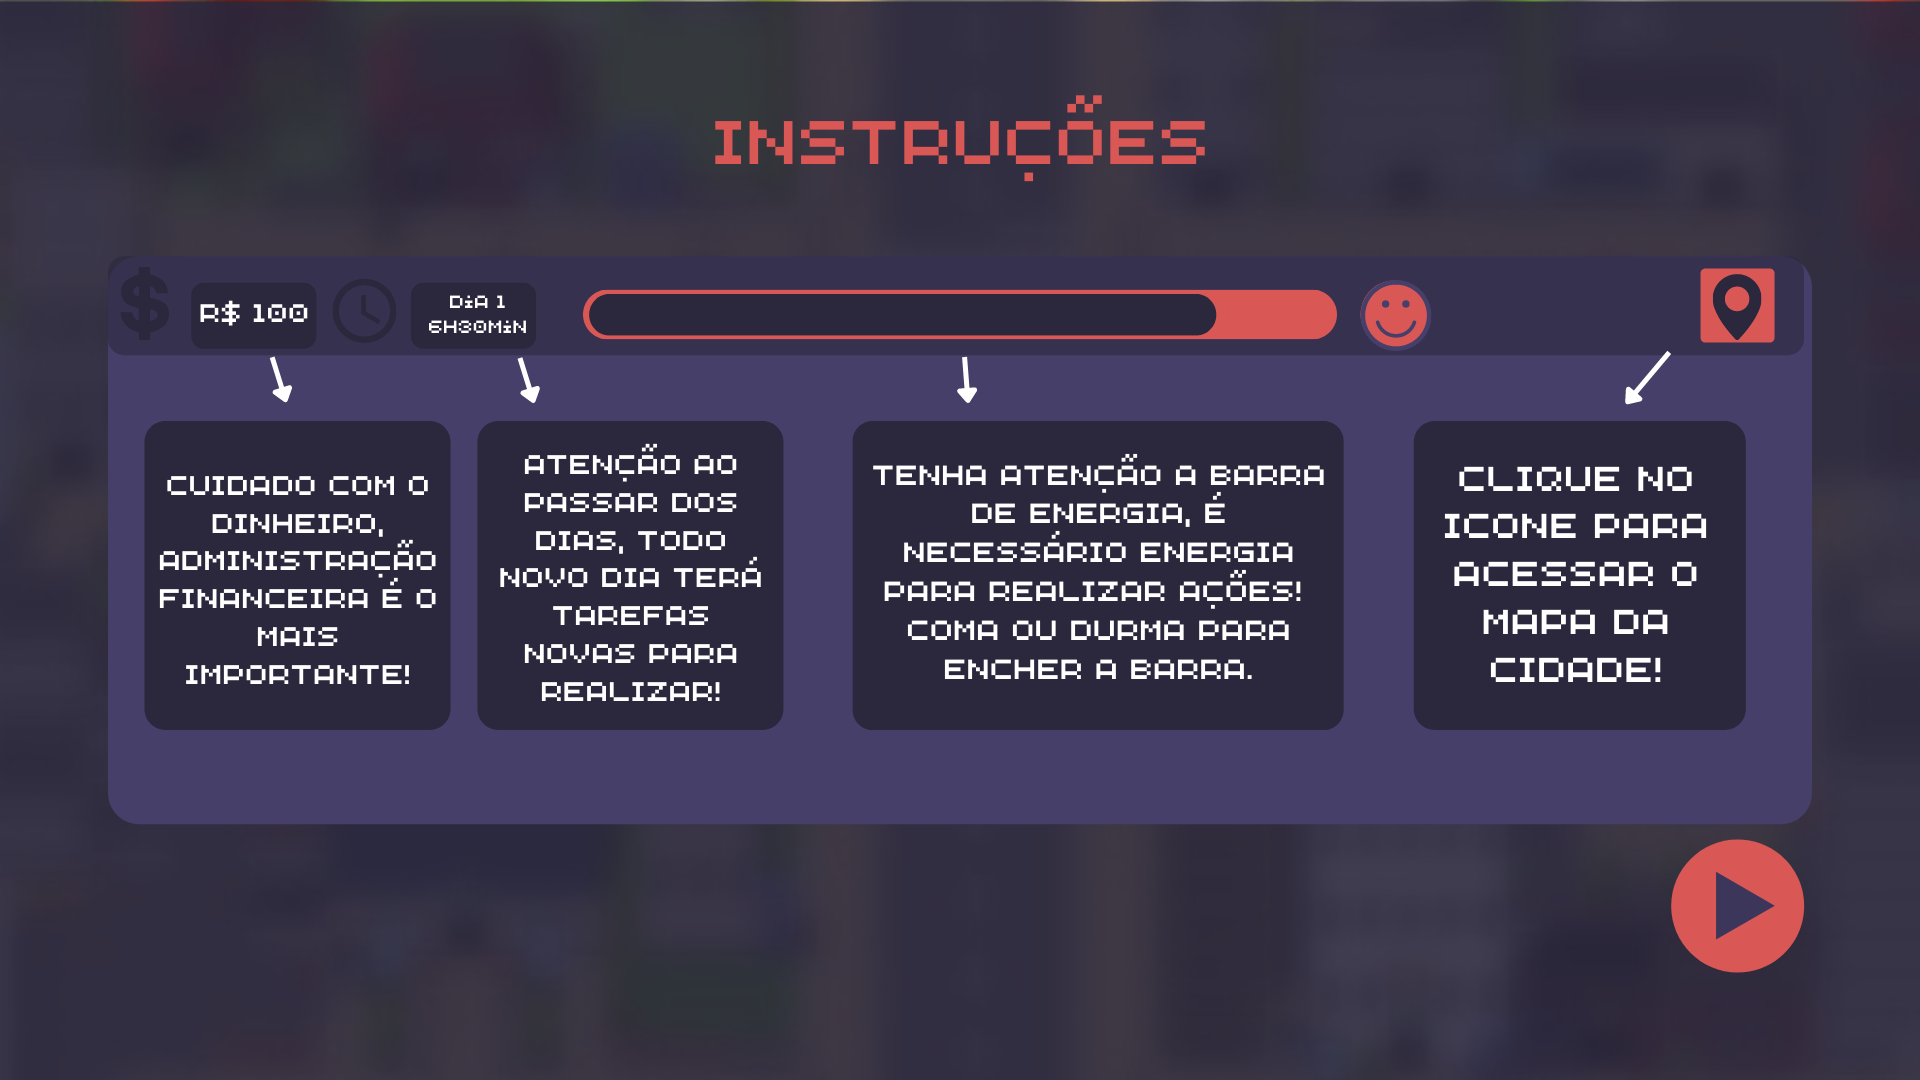 INSTRUÇÕES
$
R$ 100
DIA 1
6H30MIN
CUIDADO COM O
DINHEIRO,
ADMINISTRAÇÃO
FINANCEIRA É O
MAIS
IMPORTANTE!
ATENÇÃO AO
PASSAR DOS
DIAS, TODO
NOVO DIA TERÁ
TAREFAS
NOVAS PARA
REALIZAR!
TENHA ATENÇÃO A BARRA
DE ENERGIA, É
NECESSÁRIO ENERGIA
PARA REALIZAR AÇÕES!
COMA OU DURMA PARA
ENCHER A BARRA.
CLIQUE NO
ICONE PARA
ACESSAR O
MAPA DA
CIDADE!